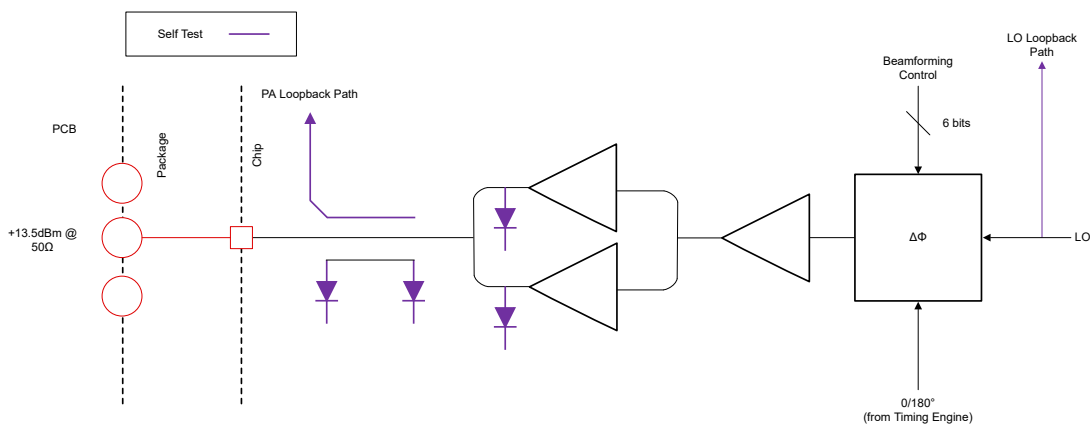 Self Test
LO Loopback
Path
Beamforming
Control
PA Loopback Path
PCB
Package
Chip
6 bits
+13.5dBm @
50Ω
ΔΦ
LO
0/180°
(from Timing Engine)